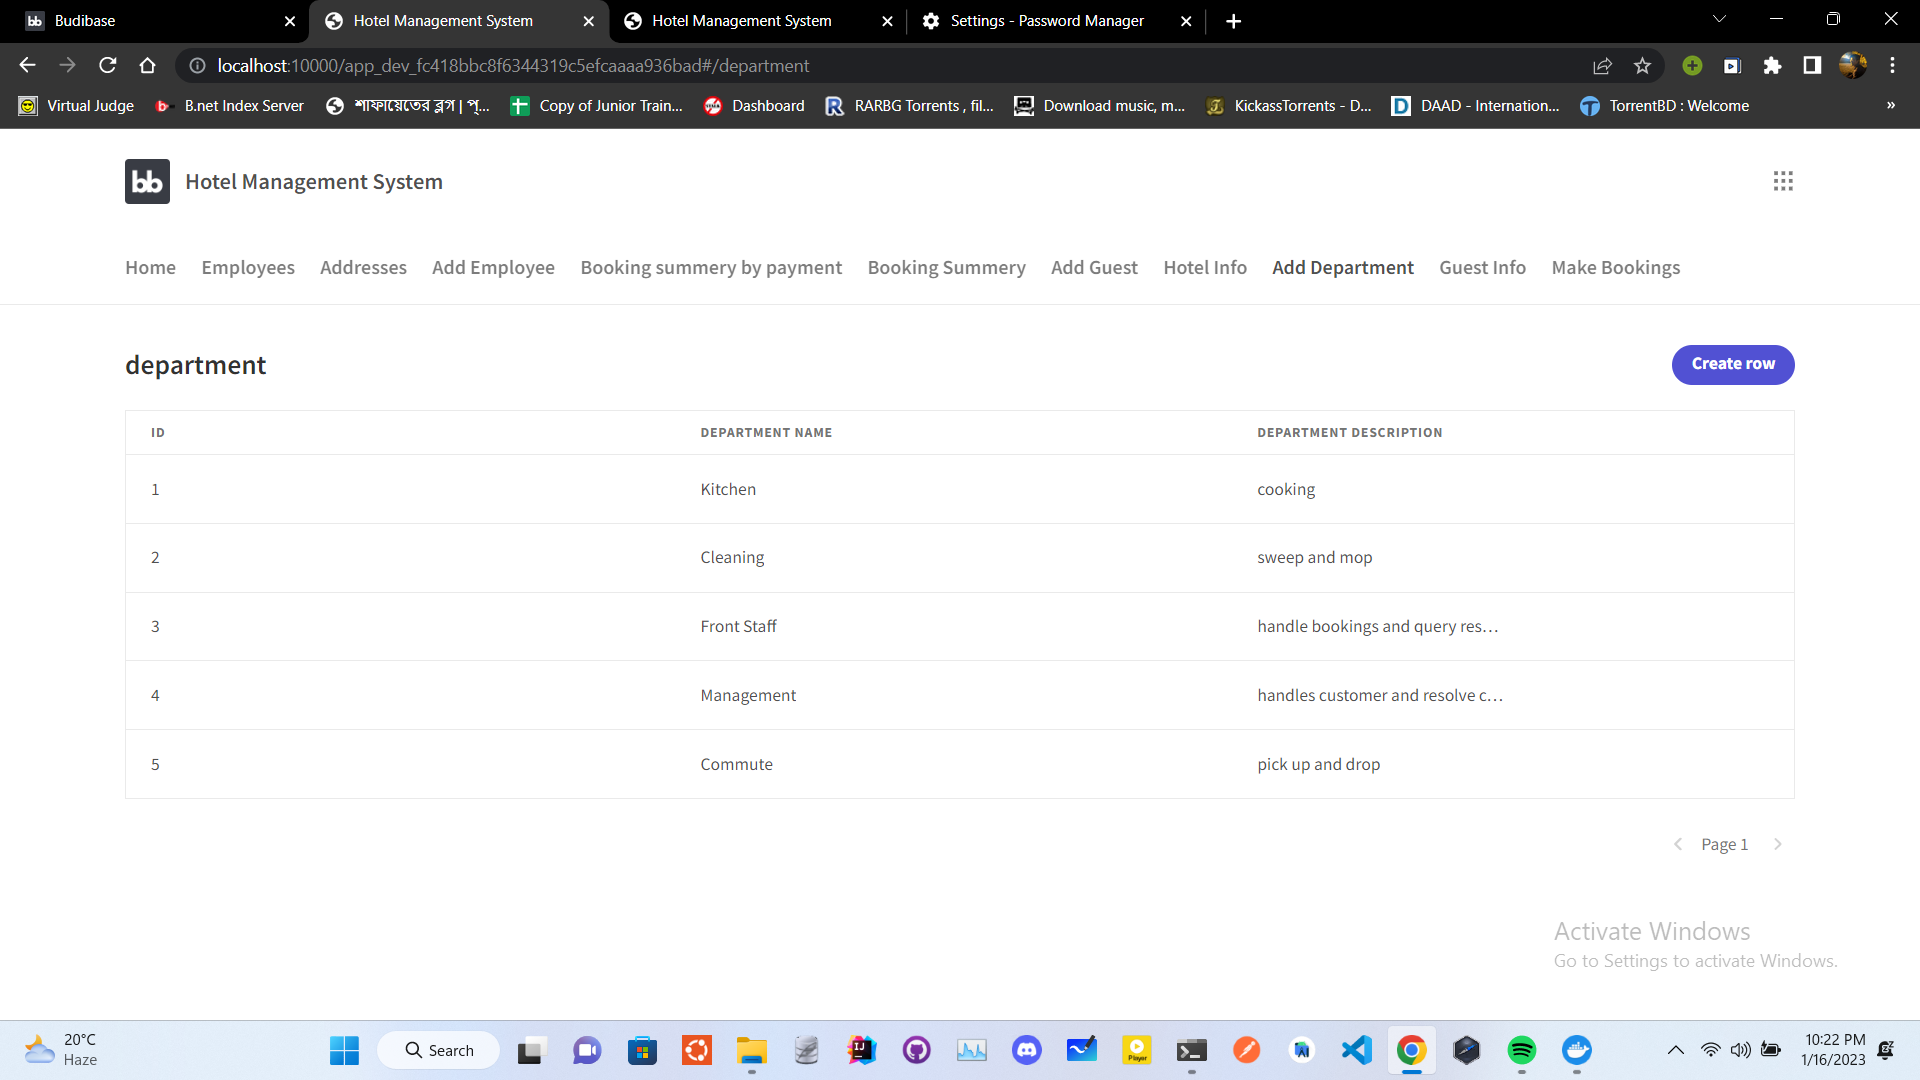 Budibase
Hotel Management System
Hotel Management System
Settings - Password Manager
localhost:10000/app_dev_fc418bbc8f6344319c5efcaaaa936bad#/department
Virtual Judge
B.net Index Server
শাফায়েতের ব্লগ | প্...
Copy of Junior Train...
Dashboard
RARBG Torrents , fil...
Download music, m...
KickassTorrents - D...
DAAD - Internation...
TorrentBD : Welcome
»
bb Hotel Management System
Home Employees Addresses Add Employee Booking summery by payment Booking Summery Add Guest Hotel Info Add Department Guest Info Make Bookings
department
Create row
ID DEPARTMENT NAME DEPARTMENT DESCRIPTION
1 Kitchen cooking
2 Cleaning sweep and mop
3 Front Staff handle bookings and query res...
4 Management handles customer and resolve c...
5 Commute pick up and drop
Page 1
Activate Windows
Go to Settings to activate Windows.
20°C
Haze
Search
10:22 PM
1/16/2023